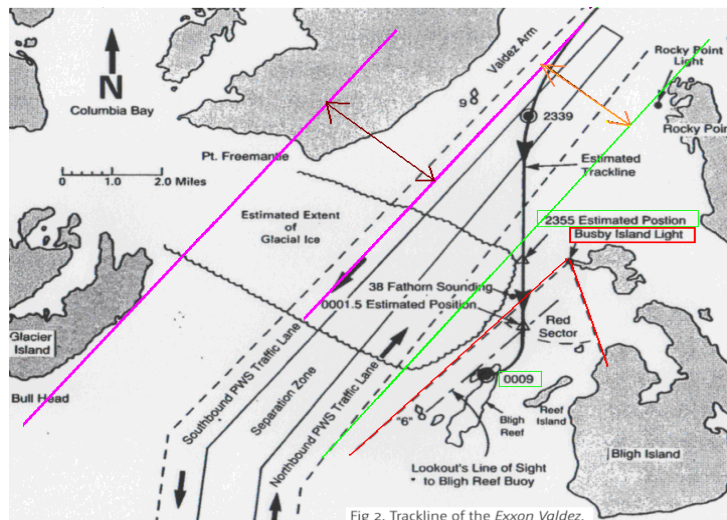 N
Columbia Bay
0 1.0 2.0 Miles
Pt. Freemantle
Valdez Arm
9
2339
Rocky Point
Light
Rocky Point
Estimated
Trackline
Estimated Extent
of
Glacial Ice
2355 Estimated Postion
Busby Island Light
38 Fathom Sounding
0001.5 Estimated Position
Red
Sector
Glacier
Island
Bull Head
Southbound PWS Traffic Lane
Separation Zone
Northbound PWS Traffic Lane
0009
"6"
Bligh
Reef
Reef
Island
Bligh Island
Lookout's Line of Sight
to Bligh Reef Buoy
Fig 2. Trackline of the Exxon Valdez.